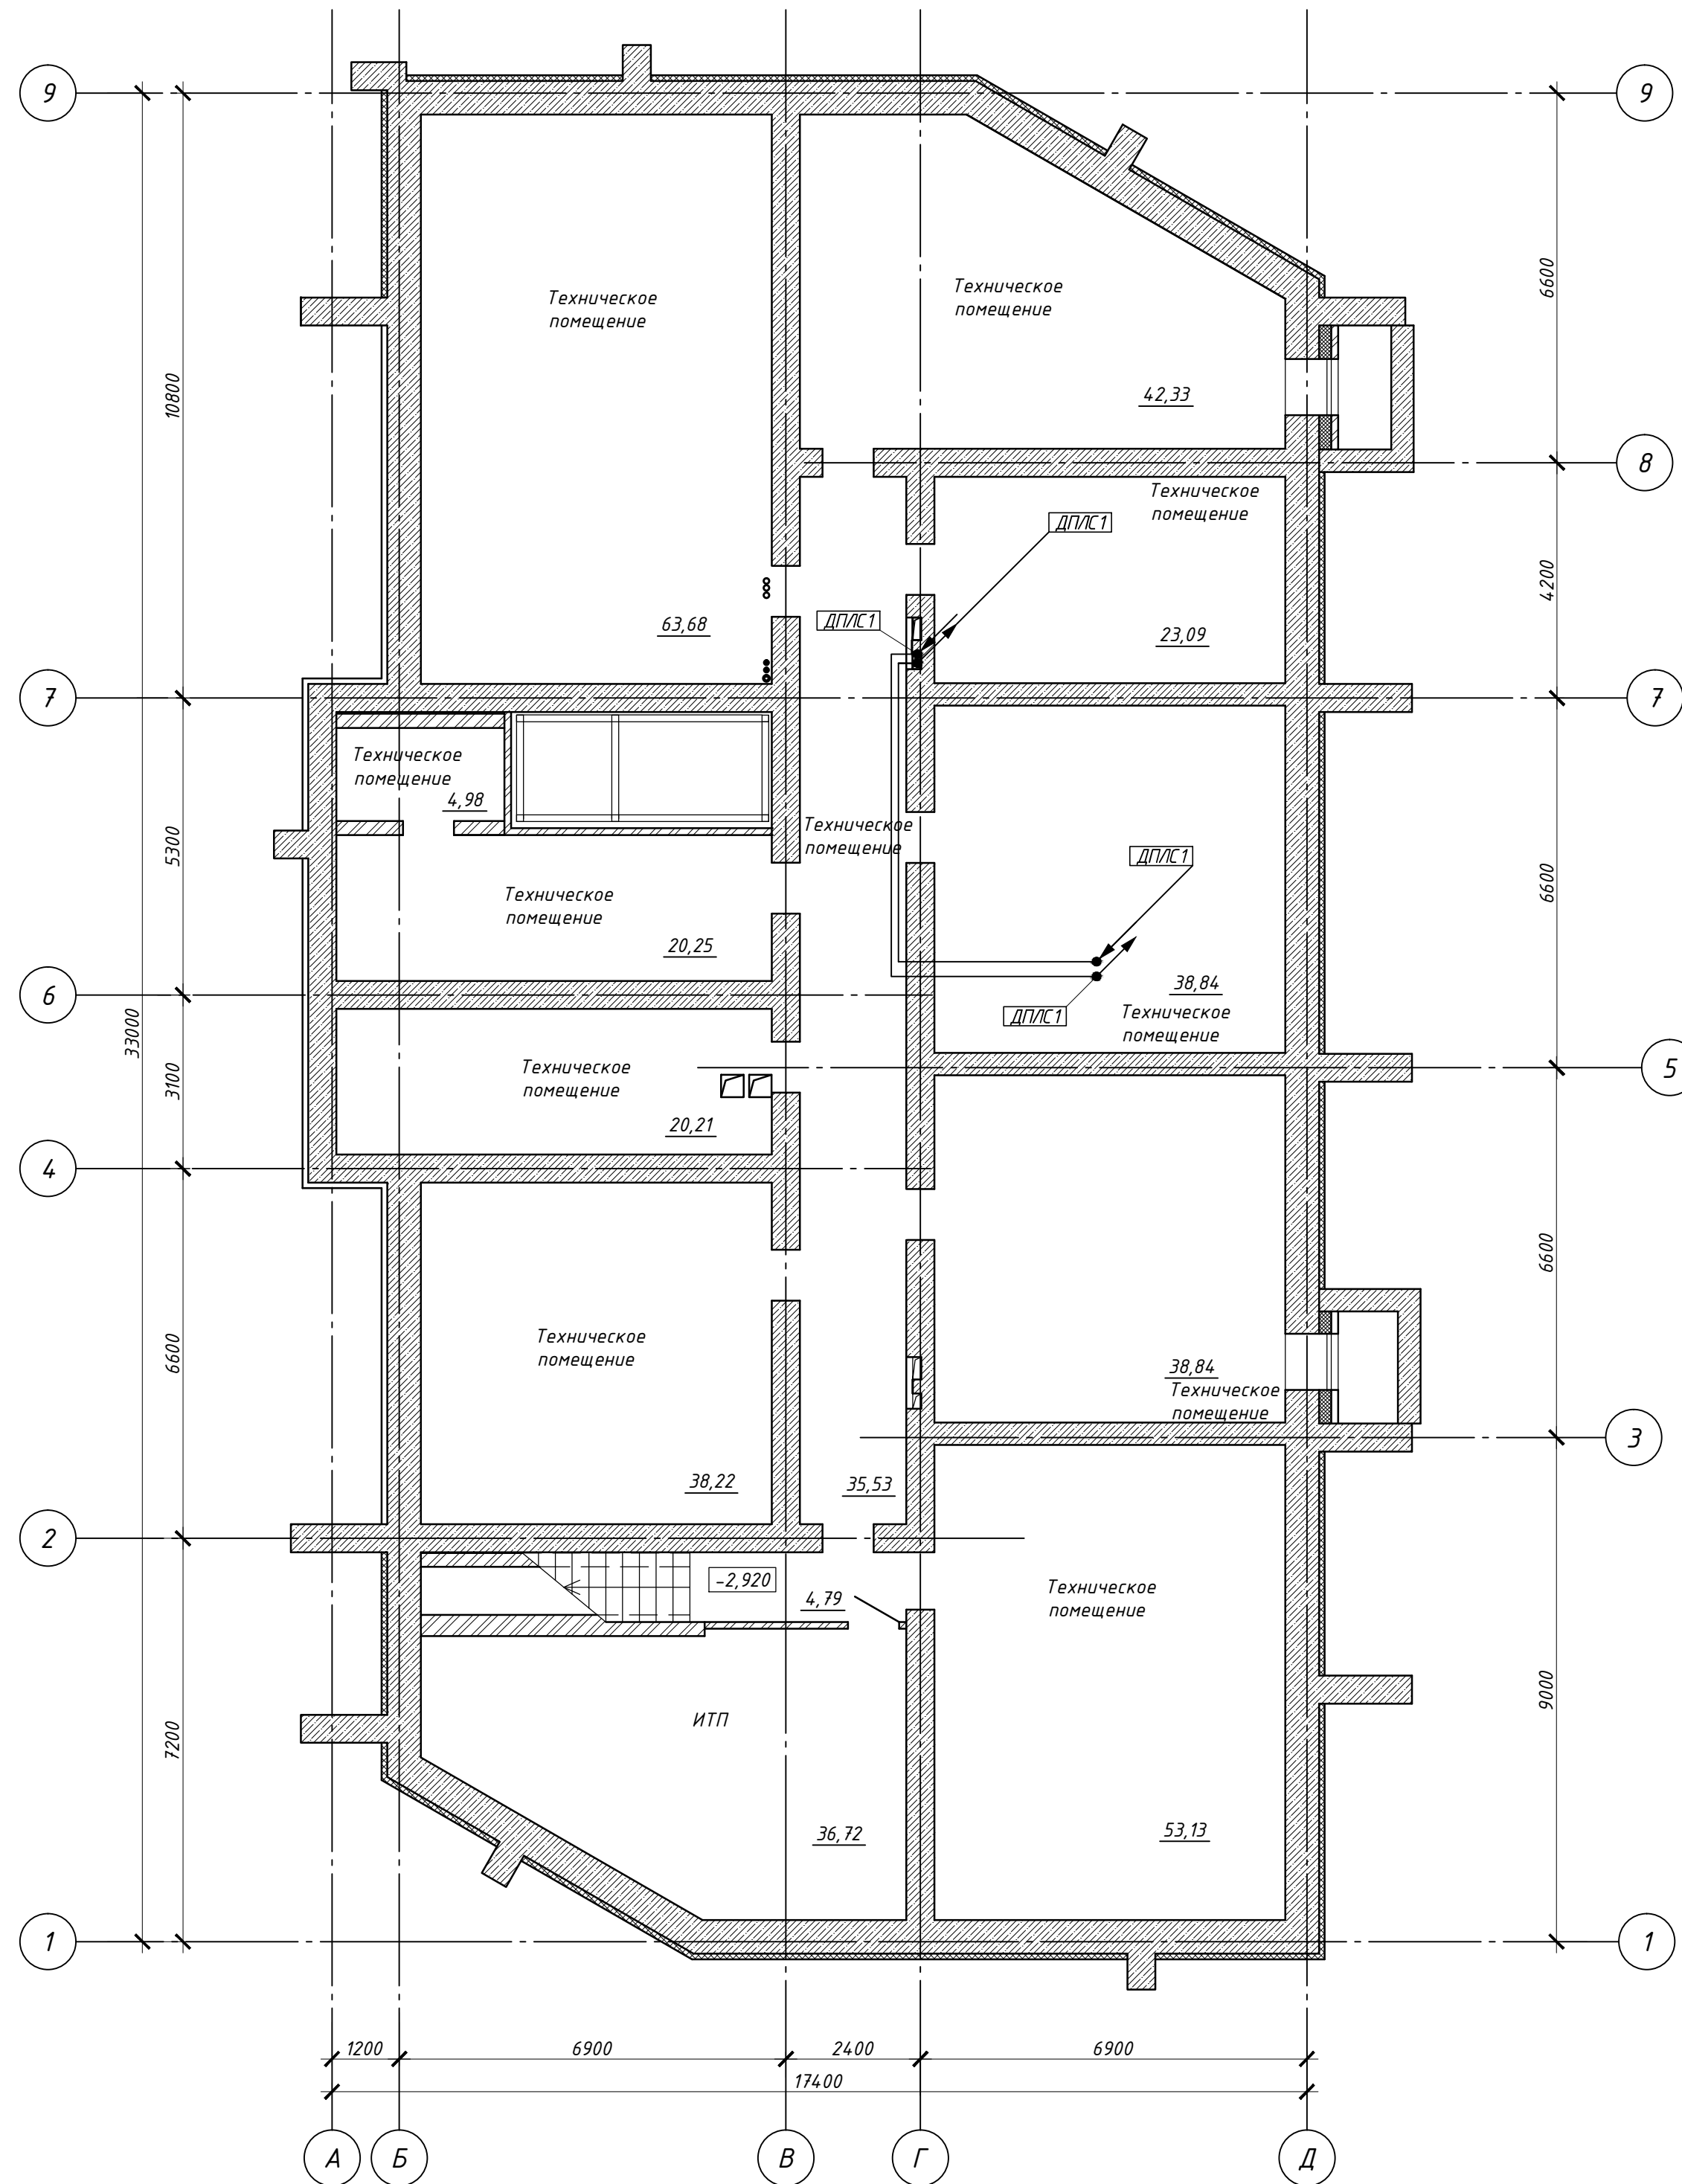 9
9
Техническое
помещение
Техническое
помещение
6600
10800
42,33
8
Техническое
помещение
ДПЛС1
4200
63,68
ДПЛС1
23,09
7
7
Техническое
помещение
4,98
Техническое
помещение
5300
ДПЛС1
6600
Техническое
помещение
20,25
38,84
6
ДПЛС1
Техническое
помещение
33000
3100
Техническое
помещение
5
20,21
4
6600
6600
Техническое
помещение
38,84
Техническое
помещение
3
38,22
35,53
2
-2,920
4,79
Техническое
помещение
9000
7200
ИТП
36,72
53,13
1
1
1200
6900
2400
6900
17400
А
Б
В
Г
Д